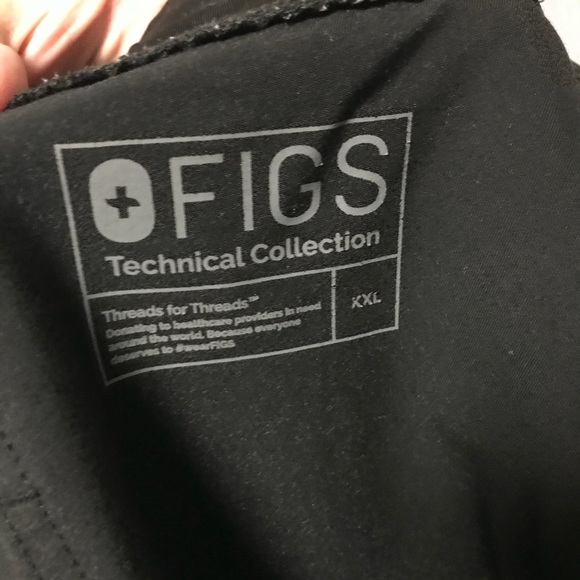 FIGS
Technical Collection
Threads for Threads™
Donating to healthcare providers in need
around the world. Because everyone
deserves to #wearFIGS
XXL